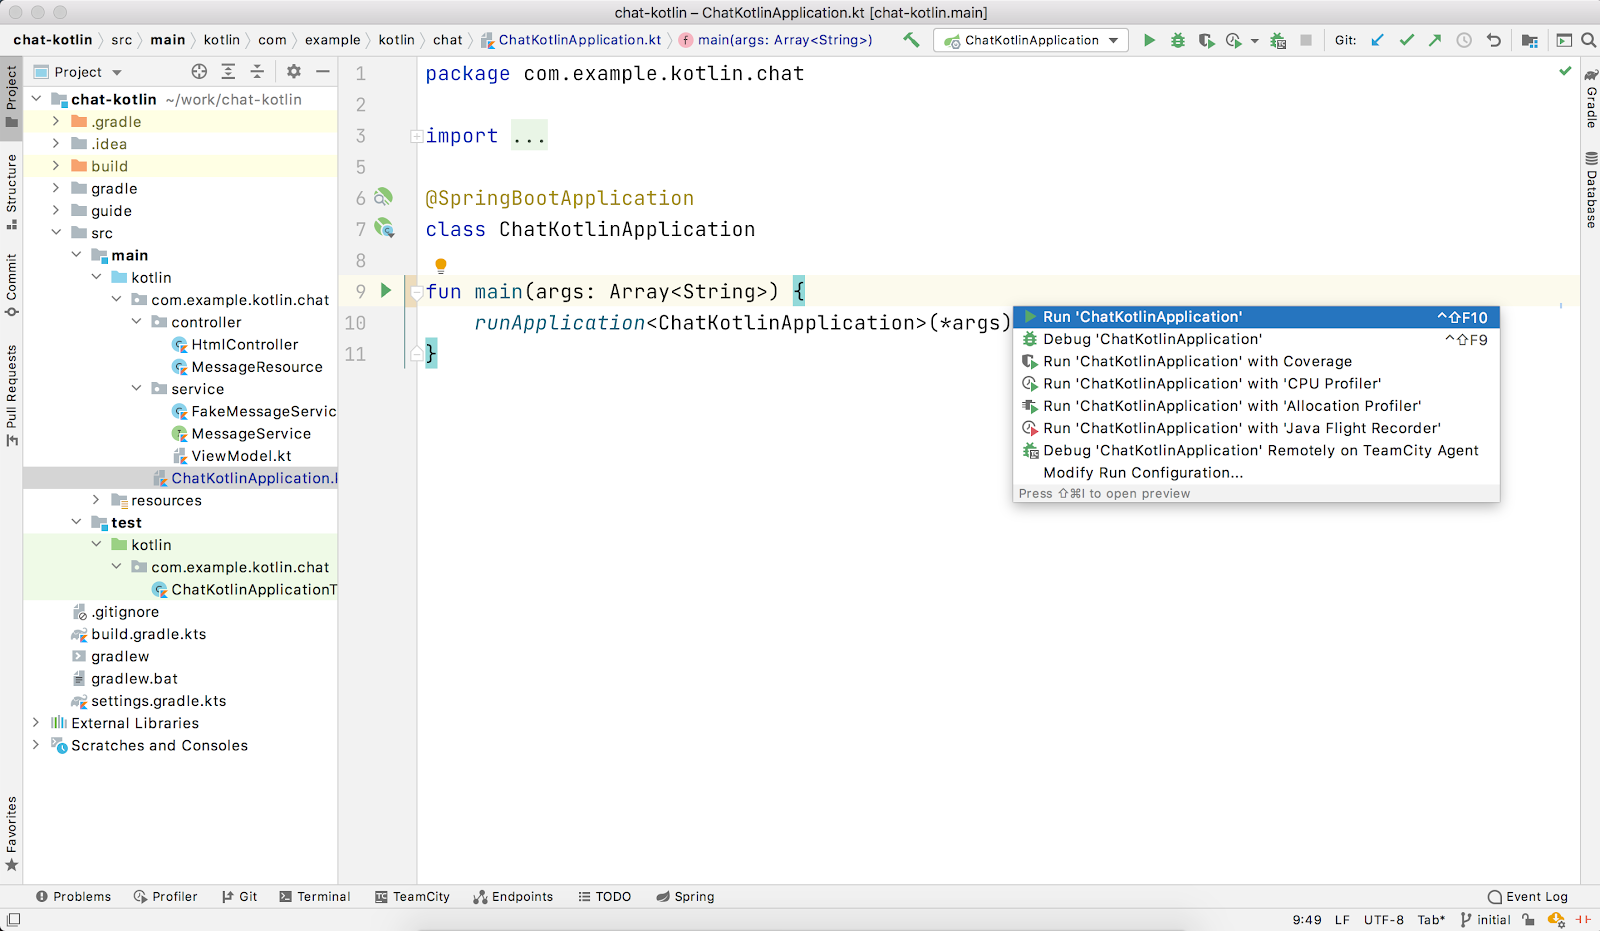 chat-kotlin – ChatKotlinApplication.kt [chat-kotlin.main]
chat-kotlin src main kotlin com example kotlin chat ChatKotlinApplication.kt main(args: Array<String>) ChatKotlinApplication Git:
Project
Structure
Commit
Pull Requests
Favorites
Project
chat-kotlin ~/work/chat-kotlin
.gradle
.idea
build
gradle
guide
src
main
kotlin
com.example.kotlin.chat
controller
HtmlController
MessageResource
service
FakeMessageServic
MessageService
ViewModel.kt
ChatKotlinApplication.k
resources
test
kotlin
com.example.kotlin.chat
ChatKotlinApplicationT
.gitignore
build.gradle.kts
gradlew
gradlew.bat
settings.gradle.kts
External Libraries
Scratches and Consoles
1 package com.example.kotlin.chat
2
3 import ...
5
6 @SpringBootApplication
7 class ChatKotlinApplication
8
9 fun main(args: Array<String>) {
10 runApplication<ChatKotlinApplication>(*args)
11 }
Run 'ChatKotlinApplication' ^⇧F10
Debug 'ChatKotlinApplication' ^⇧F9
Run 'ChatKotlinApplication' with Coverage
Run 'ChatKotlinApplication' with 'CPU Profiler'
Run 'ChatKotlinApplication' with 'Allocation Profiler'
Run 'ChatKotlinApplication' with 'Java Flight Recorder'
Debug 'ChatKotlinApplication' Remotely on TeamCity Agent
Modify Run Configuration...
Press ⇧⌘I to open preview
Gradle
Database
Problems Profiler Git Terminal TeamCity Endpoints TODO Spring Event Log
9:49 LF UTF-8 Tab* initial